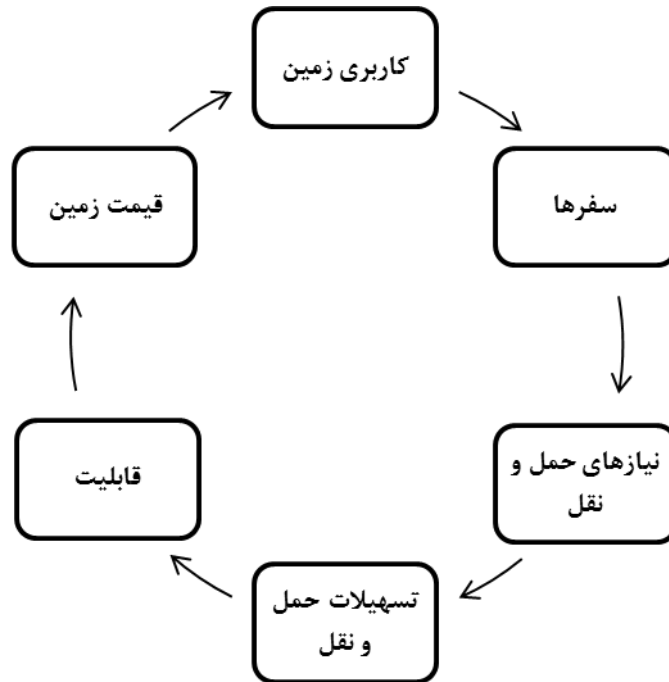 کاربری زمین
سفرها
نیازهای حمل و
نقل
تسهیلات حمل
و نقل
قابلیت
قیمت زمین